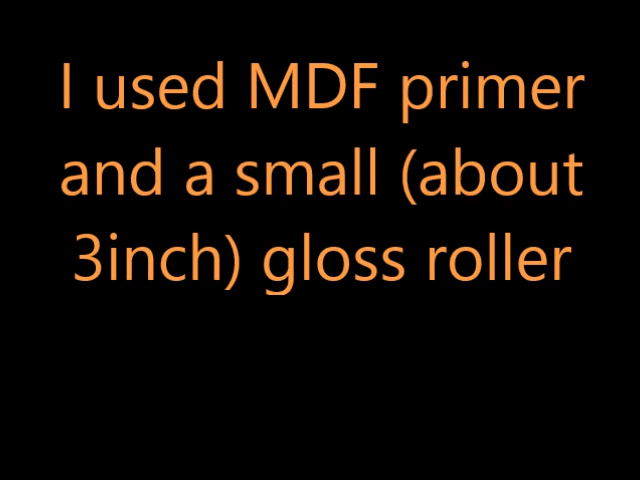 I used MDF primer
and a small (about
3inch) gloss roller